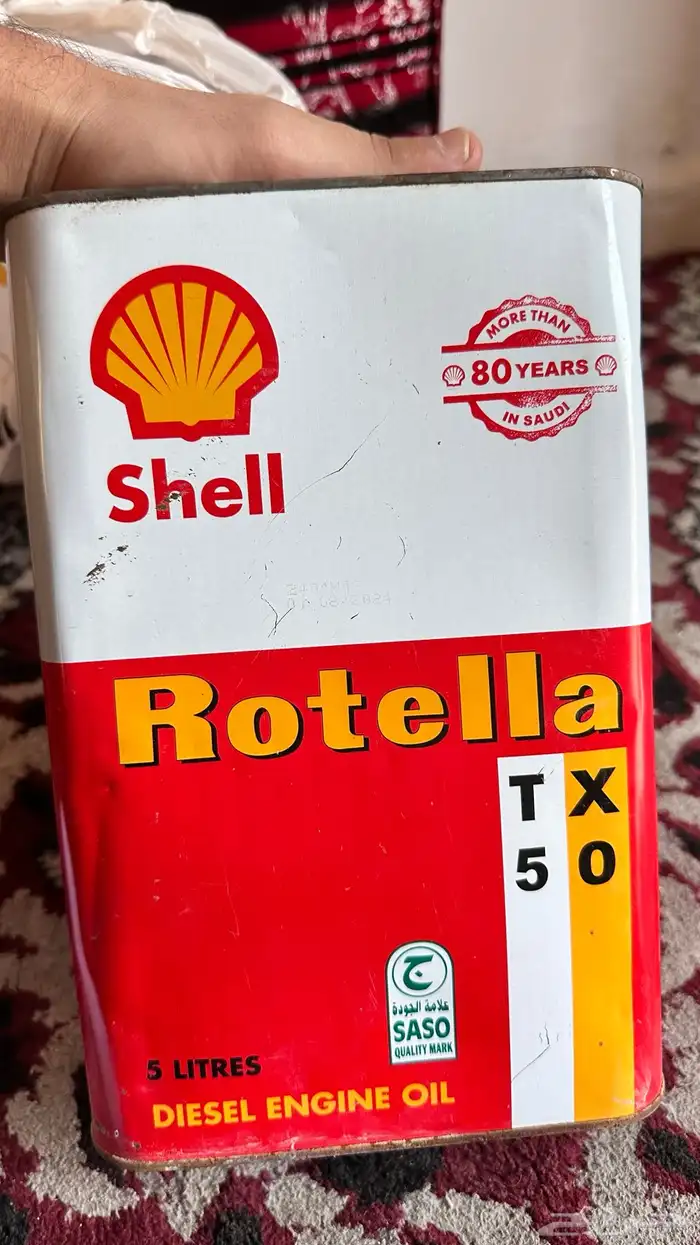 MORE THAN
80 YEARS
IN SAUDI
Shell
Rotella
T X
5 0
ج
علامة الجودة
SASO
QUALITY MARK
5 LITRES
DIESEL ENGINE OIL